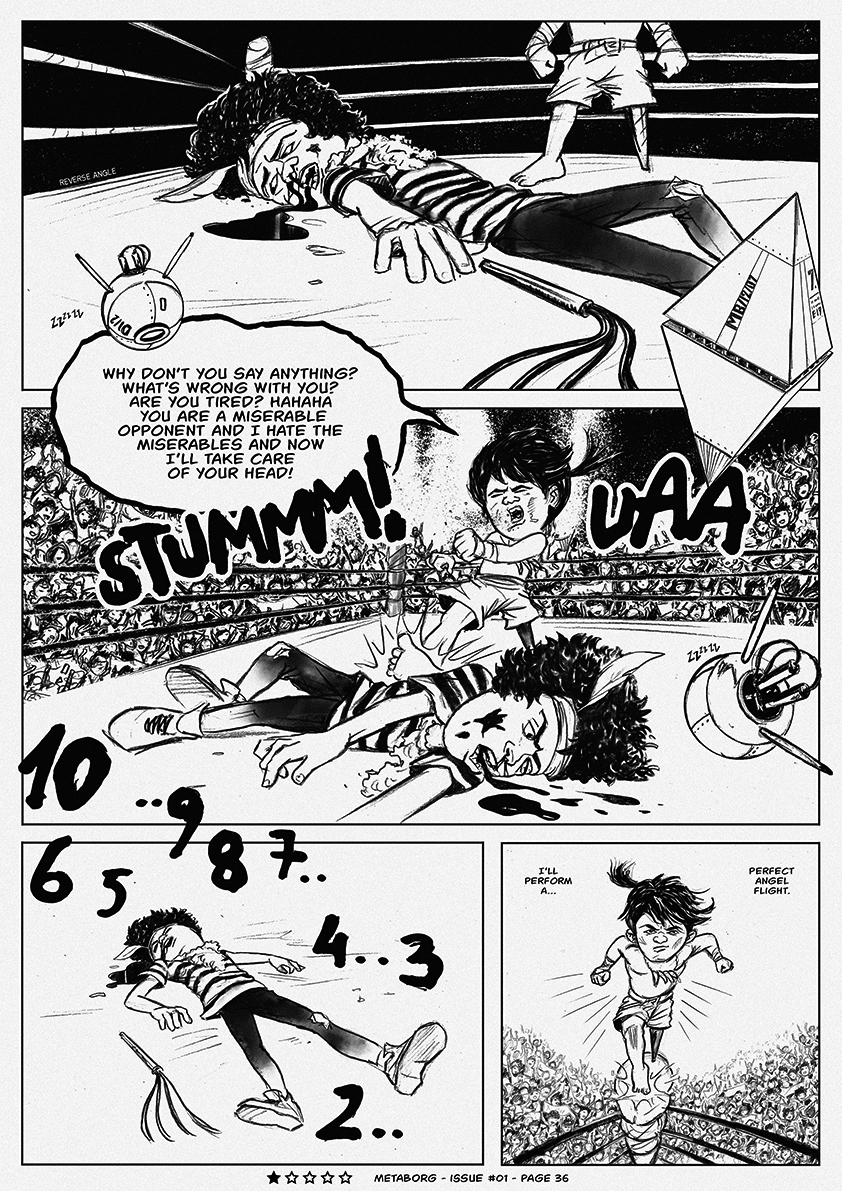 REVERSE ANGLE
ZZZZZ
D112
WHY DON'T YOU SAY ANYTHING?
WHAT'S WRONG WITH YOU?
ARE YOU TIRED? HAHAHA
YOU ARE A MISERABLE
OPPONENT AND I HATE THE
MISERABLES AND NOW
I'LL TAKE CARE
OF YOUR HEAD!
STUMMM!
UAA
ZZZZZ
10
..9
8
7..
6
5
4..3
2..
I'LL
PERFORM
A...
PERFECT
ANGEL
FLIGHT.
METABORG - ISSUE #01 - PAGE 36